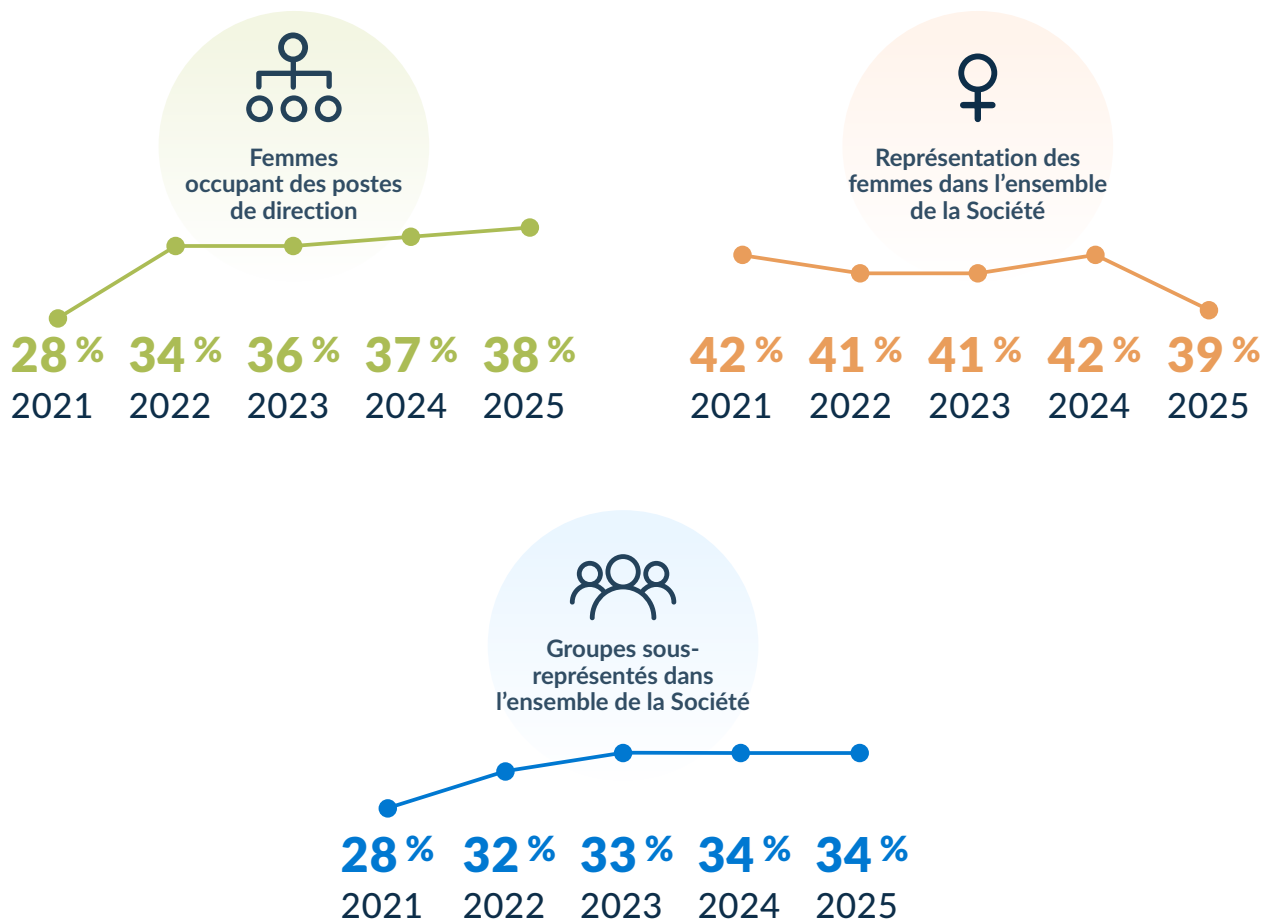 Femmes
occupant des postes
de direction
28 % 34 % 36 % 37 % 38 %
2021 2022 2023 2024 2025
Représentation des
femmes dans l’ensemble
de la Société
42 % 41 % 41 % 42 % 39 %
2021 2022 2023 2024 2025
Groupes sous-
représentés dans
l’ensemble de la Société
28 % 32 % 33 % 34 % 34 %
2021 2022 2023 2024 2025